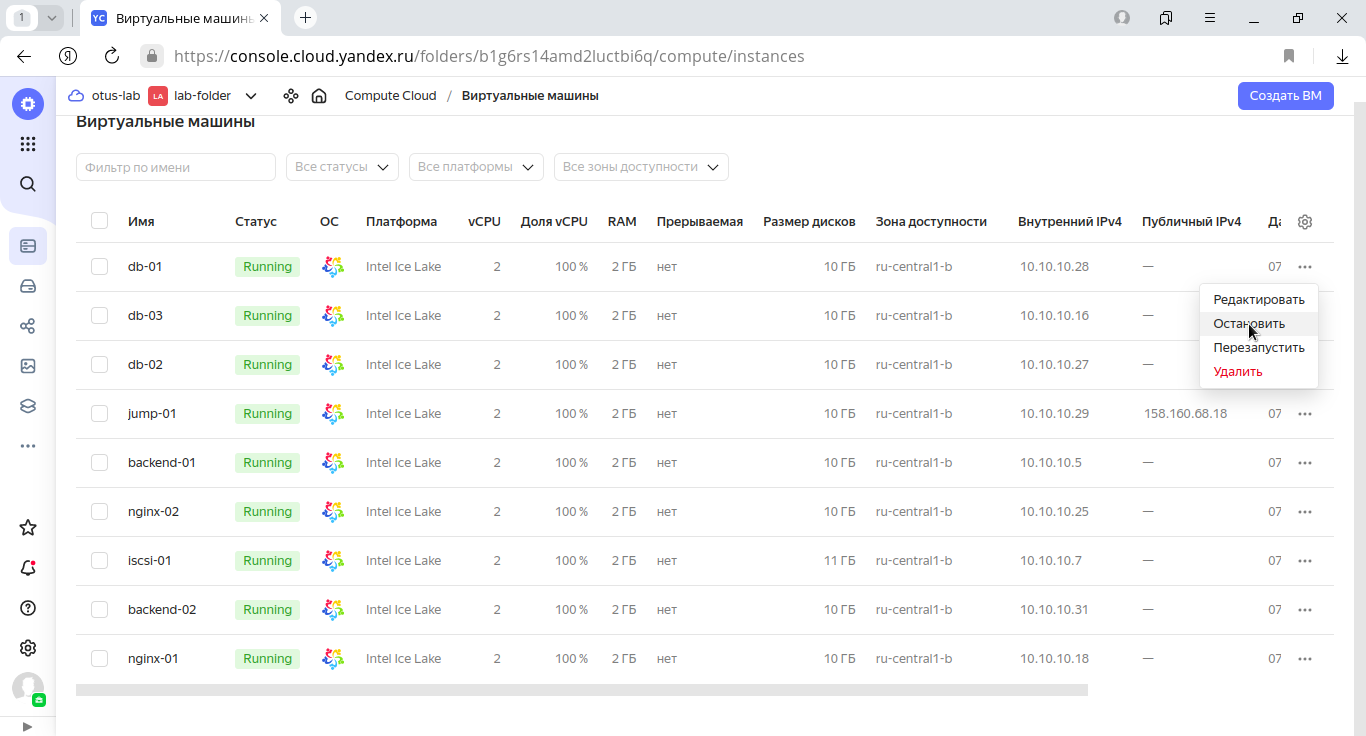 1
YC Виртуальные машины
https://console.cloud.yandex.ru/folders/b1g6rs14amd2luctbi6q/compute/instances
otus-lab LA lab-folder Compute Cloud / Виртуальные машины Создать ВМ
Виртуальные машины
Фильтр по имени Все статусы Все платформы Все зоны доступности
Имя Статус ОС Платформа vCPU Доля vCPU RAM Прерываемая Размер дисков Зона доступности Внутренний IPv4 Публичный IPv4 Да
db-01 Running Intel Ice Lake 2 100 % 2 ГБ нет 10 ГБ ru-central1-b 10.10.10.28 — 07
Редактировать
db-03 Running Intel Ice Lake 2 100 % 2 ГБ нет 10 ГБ ru-central1-b 10.10.10.16 —
Остановить
Перезапустить
db-02 Running Intel Ice Lake 2 100 % 2 ГБ нет 10 ГБ ru-central1-b 10.10.10.27 —
Удалить
jump-01 Running Intel Ice Lake 2 100 % 2 ГБ нет 10 ГБ ru-central1-b 10.10.10.29 158.160.68.18 07
backend-01 Running Intel Ice Lake 2 100 % 2 ГБ нет 10 ГБ ru-central1-b 10.10.10.5 — 07
nginx-02 Running Intel Ice Lake 2 100 % 2 ГБ нет 10 ГБ ru-central1-b 10.10.10.25 — 07
iscsi-01 Running Intel Ice Lake 2 100 % 2 ГБ нет 11 ГБ ru-central1-b 10.10.10.7 — 07
backend-02 Running Intel Ice Lake 2 100 % 2 ГБ нет 10 ГБ ru-central1-b 10.10.10.31 — 07
nginx-01 Running Intel Ice Lake 2 100 % 2 ГБ нет 10 ГБ ru-central1-b 10.10.10.18 — 07